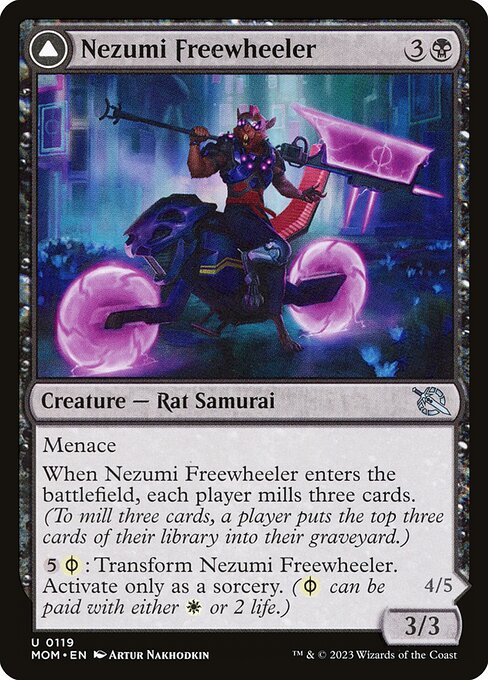 Nezumi Freewheeler 3
Creature — Rat Samurai
Menace
When Nezumi Freewheeler enters the
battlefield, each player mills three cards.
(To mill three cards, a player puts the top three
cards of their library into their graveyard.)
5 Φ: Transform Nezumi Freewheeler.
Activate only as a sorcery. (Φ can be
paid with either or 2 life.)
4/5
3/3
U 0119
MOM • EN Artur Nakhodkin
™ & © 2023 Wizards of the Coast